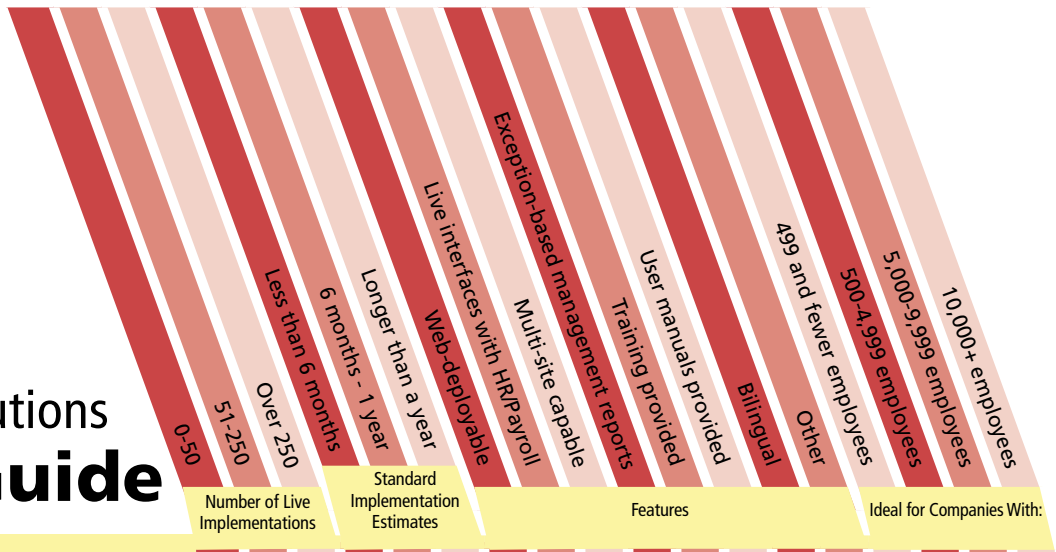 utions
uide
0-50
51-250
Over 250
Less than 6 months
6 months - 1 year
Longer than a year
Web-deployable
Live interfaces with HR/Payroll
Multi-site capable
Exception-based management reports
Training provided
User manuals provided
Bilingual
Other
499 and fewer employees
500-4,999 employees
5,000-9,999 employees
10,000+ employees
Number of Live
Implementations
Standard
Implementation
Estimates
Features
Ideal for Companies With: